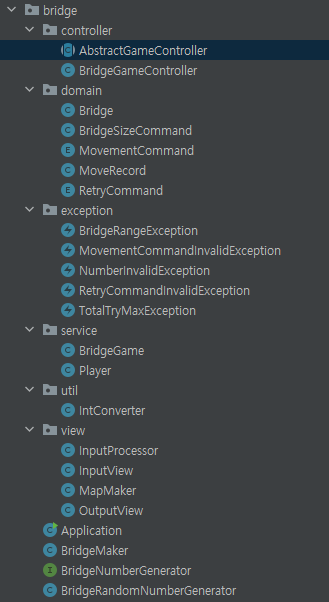 bridge
controller
AbstractGameController
BridgeGameController
domain
Bridge
BridgeSizeCommand
MovementCommand
MoveRecord
RetryCommand
exception
BridgeRangeException
MovementCommandInvalidException
NumberInvalidException
RetryCommandInvalidException
TotalTryMaxException
service
BridgeGame
Player
util
IntConverter
view
InputProcessor
InputView
MapMaker
OutputView
Application
BridgeMaker
BridgeNumberGenerator
BridgeRandomNumberGenerator